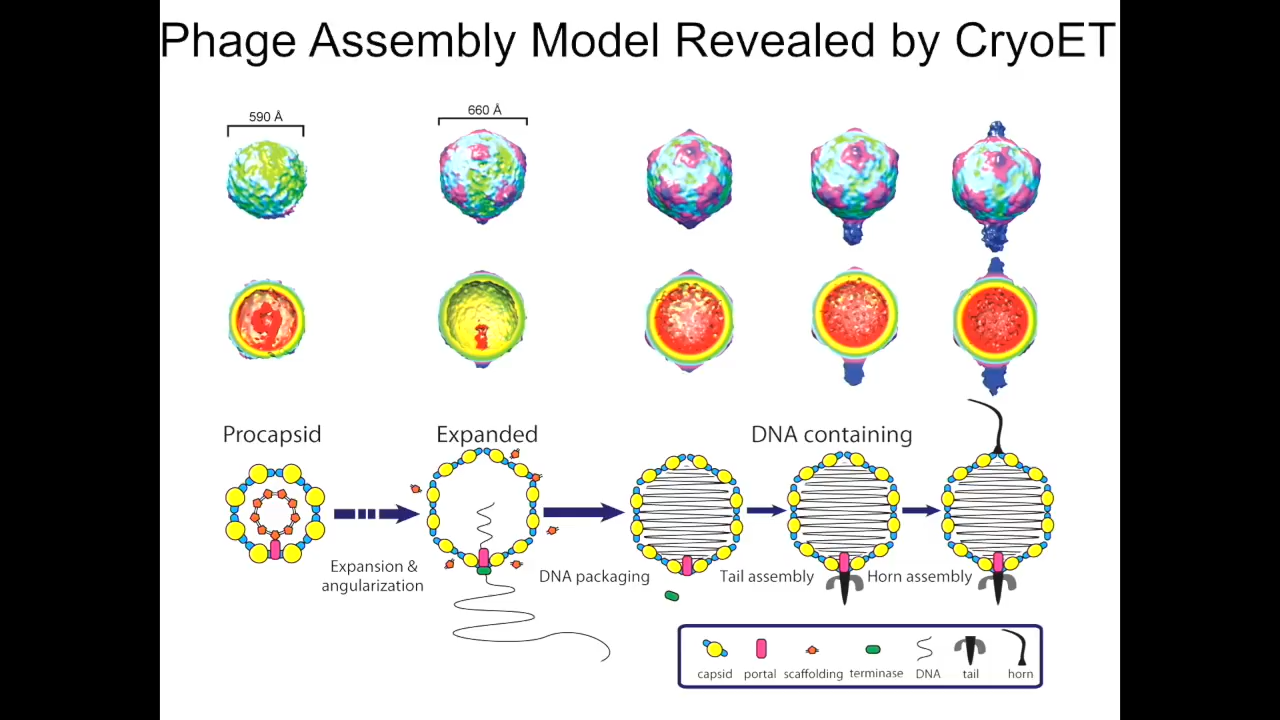 Phage Assembly Model Revealed by CryoET
590 Å
660 Å
Procapsid
Expanded
DNA containing
Expansion &
angularization
DNA packaging
Tail assembly
Horn assembly
capsid
portal
scaffolding
terminase
DNA
tail
horn